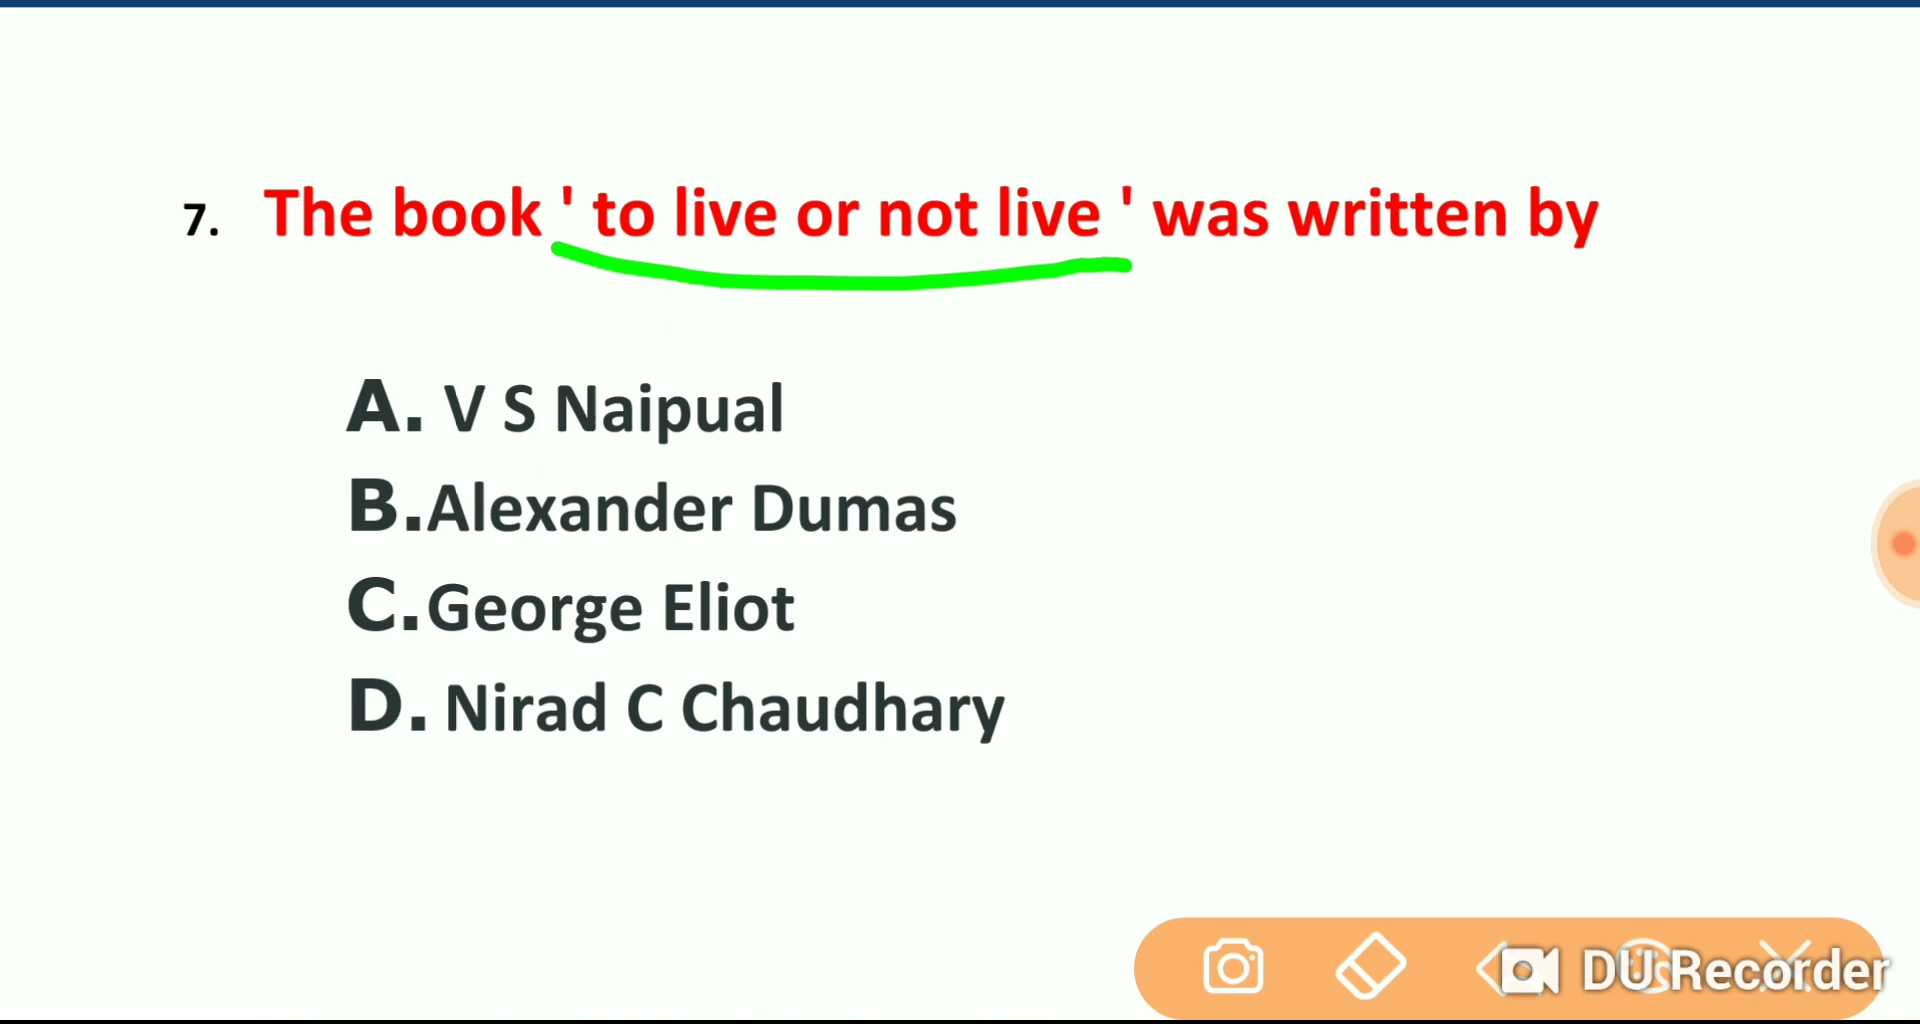 7. The book ' to live or not live ' was written by
A. V S Naipual
B. Alexander Dumas
C. George Eliot
D. Nirad C Chaudhary
DU Recorder